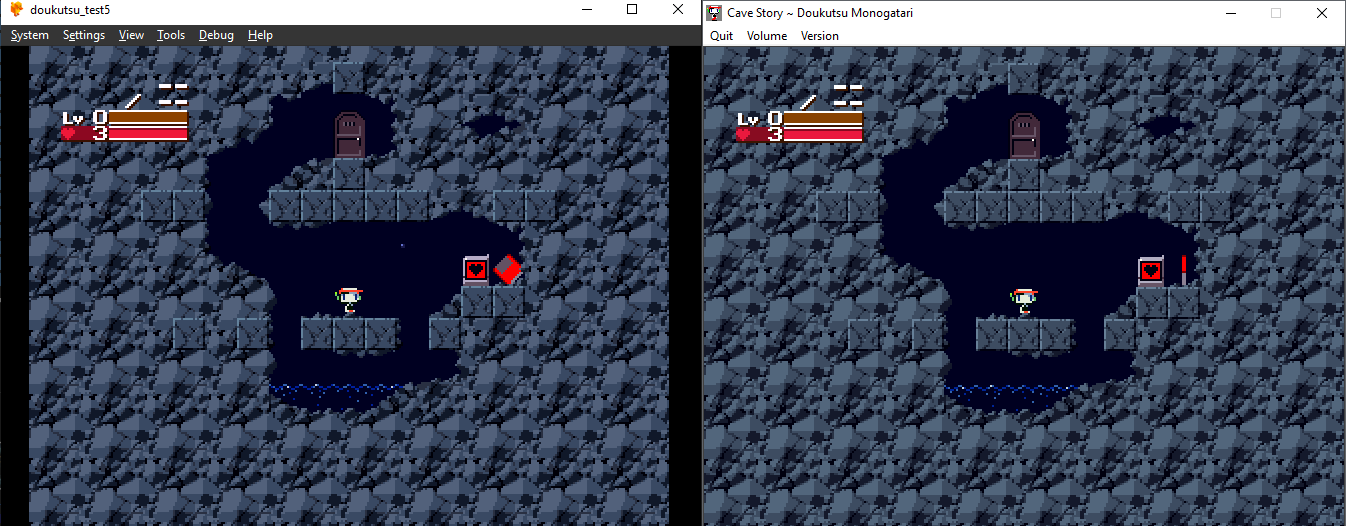 doukutsu_test5
System Settings View Tools Debug Help
Lv 0
3
Cave Story ~ Doukutsu Monogatari
Quit Volume Version
Lv 0
3